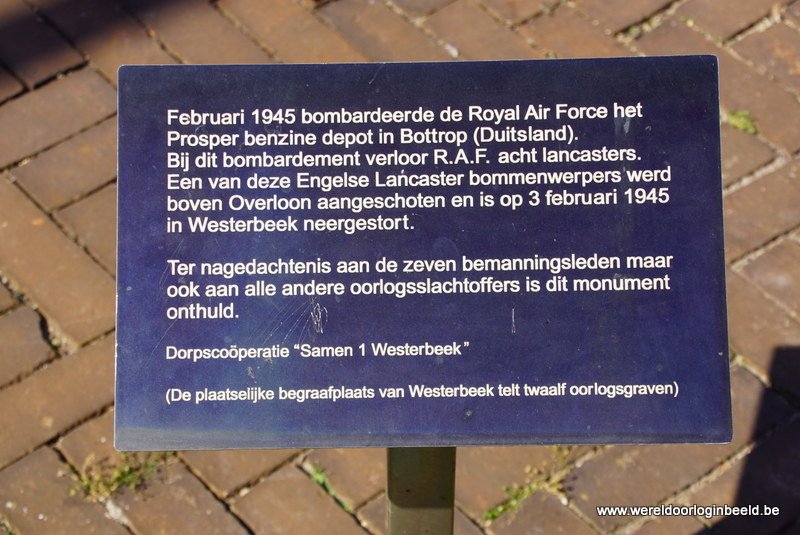 Februari 1945 bombardeerde de Royal Air Force het
Prosper benzine depot in Bottrop (Duitsland).
Bij dit bombardement verloor R.A.F. acht lancasters.
Een van deze Engelse Lancaster bommenwerpers werd
boven Overloon aangeschoten en is op 3 februari 1945
in Westerbeek neergestort.
Ter nagedachtenis aan de zeven bemanningsleden maar
ook aan alle andere oorlogsslachtoffers is dit monument
onthuld.
Dorpscoöperatie “Samen 1 Westerbeek”
(De plaatselijke begraafplaats van Westerbeek telt twaalf oorlogsgraven)
www.wereldoorloginbeeld.be